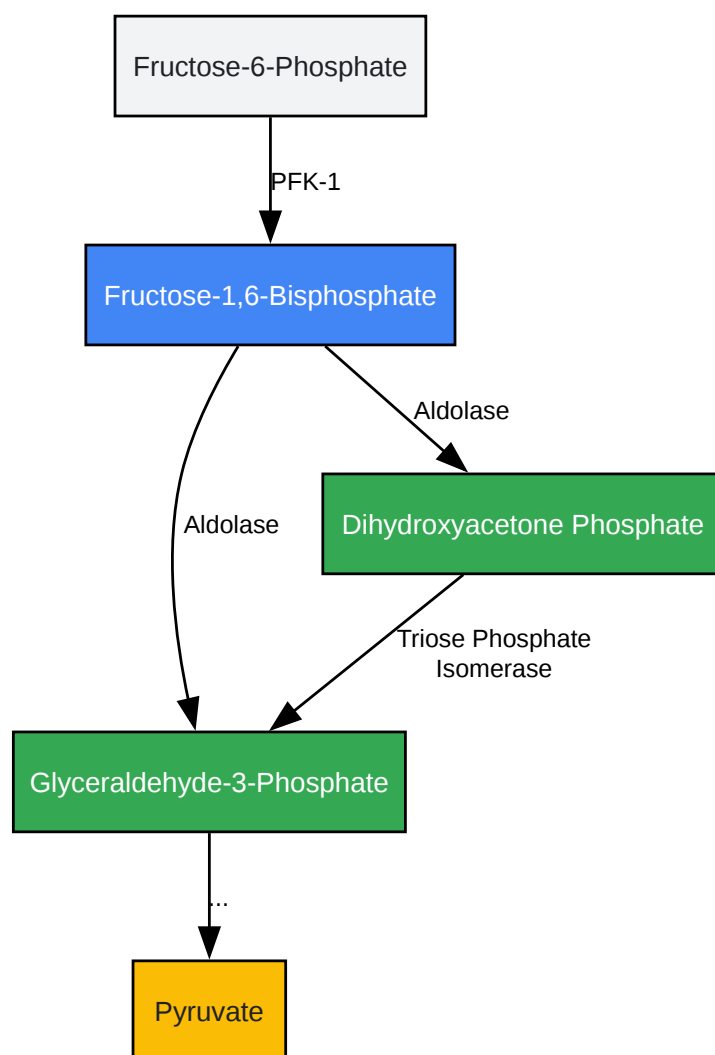 Fructose-6-Phosphate
PFK-1
Fructose-1,6-Bisphosphate
Aldolase
Dihydroxyacetone Phosphate
Aldolase
Triose Phosphate
Isomerase
Glyceraldehyde-3-Phosphate
...
Pyruvate